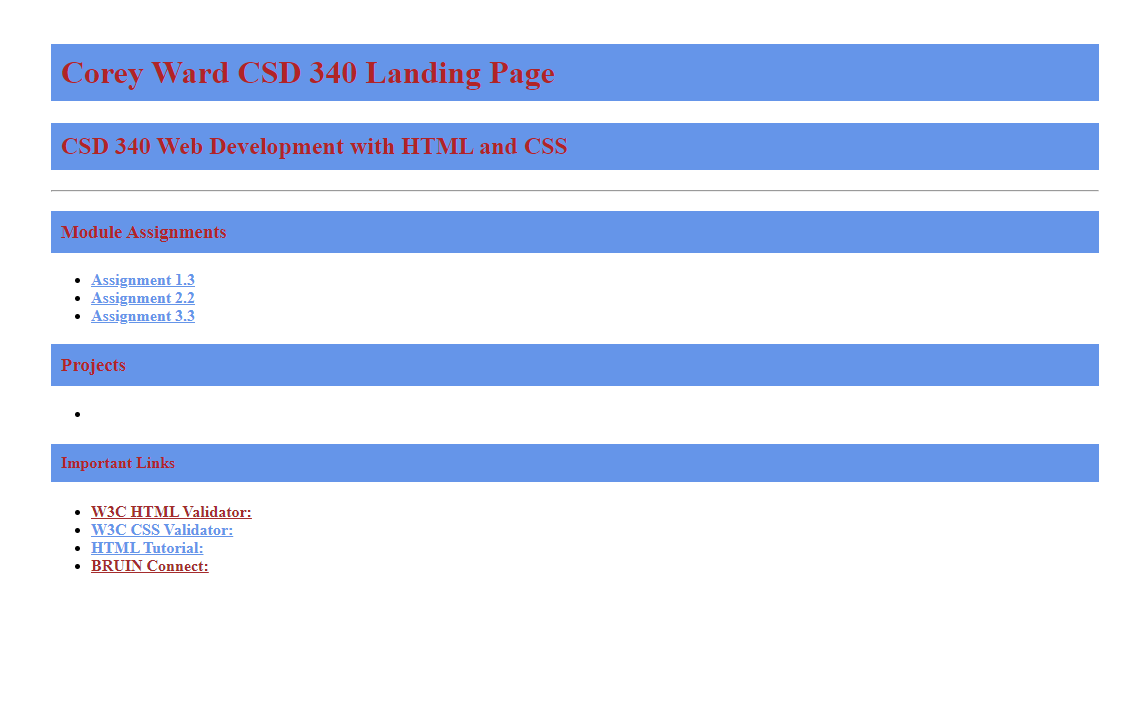 Corey Ward CSD 340 Landing Page
CSD 340 Web Development with HTML and CSS
Module Assignments
Assignment 1.3
Assignment 2.2
Assignment 3.3
Projects
Important Links
W3C HTML Validator:
W3C CSS Validator:
HTML Tutorial:
BRUIN Connect: